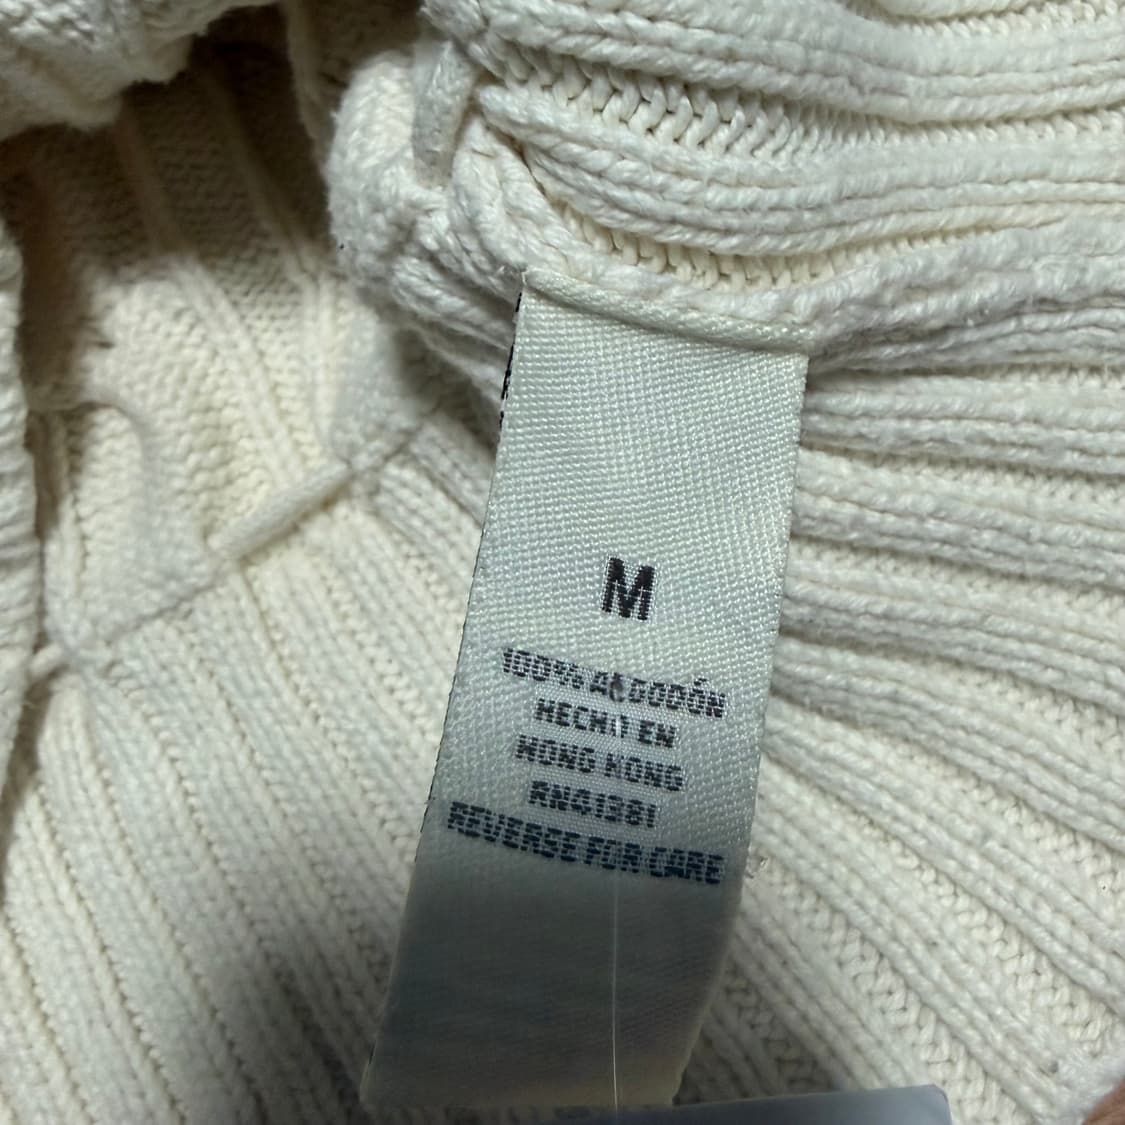 M
100% ALGODÓN
HECHO EN
HONG KONG
RN41381
REVERSE FOR CARE